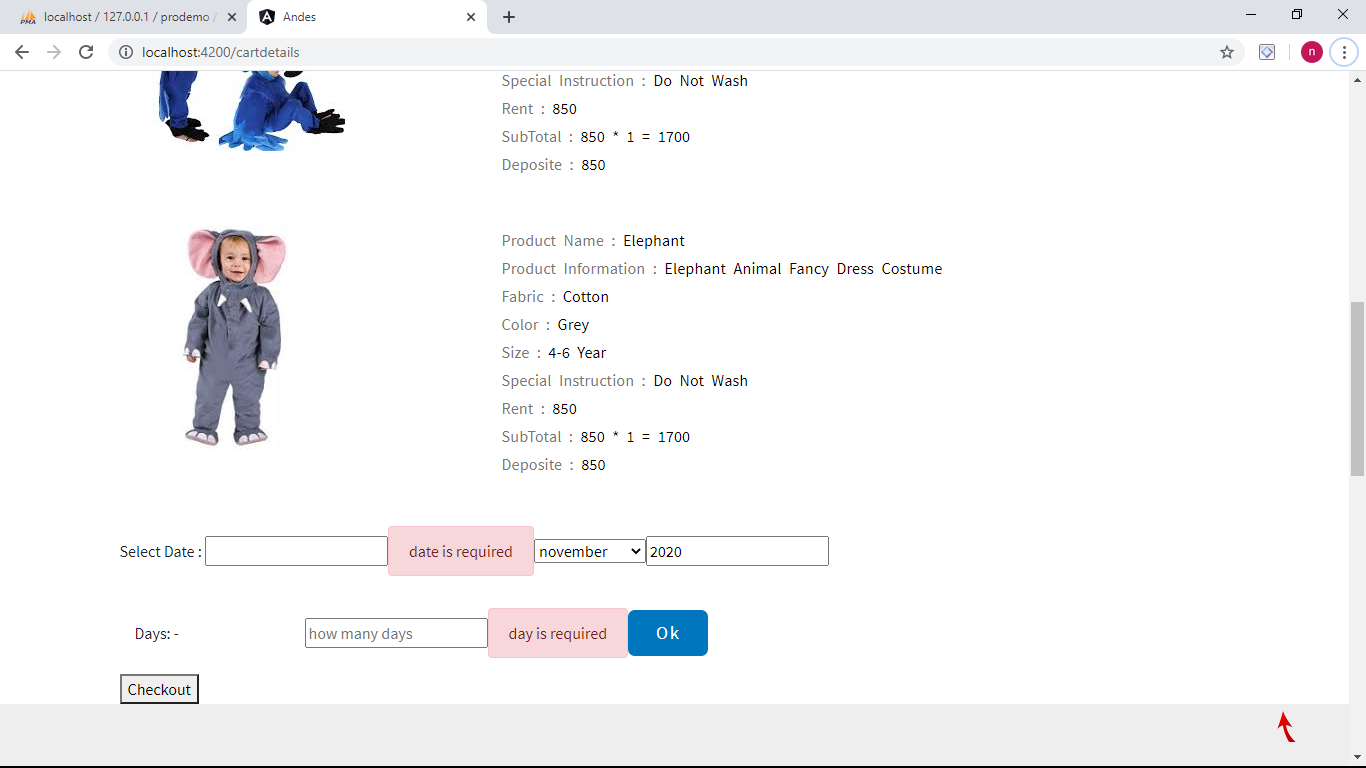 localhost / 127.0.0.1 / prodemo /
Andes
localhost:4200/cartdetails
n
Special Instruction : Do Not Wash
Rent : 850
SubTotal : 850 * 1 = 1700
Deposite : 850
Product Name : Elephant
Product Information : Elephant Animal Fancy Dress Costume
Fabric : Cotton
Color : Grey
Size : 4-6 Year
Special Instruction : Do Not Wash
Rent : 850
SubTotal : 850 * 1 = 1700
Deposite : 850
Select Date : date is required november 2020
Days: - how many days day is required Ok
Checkout